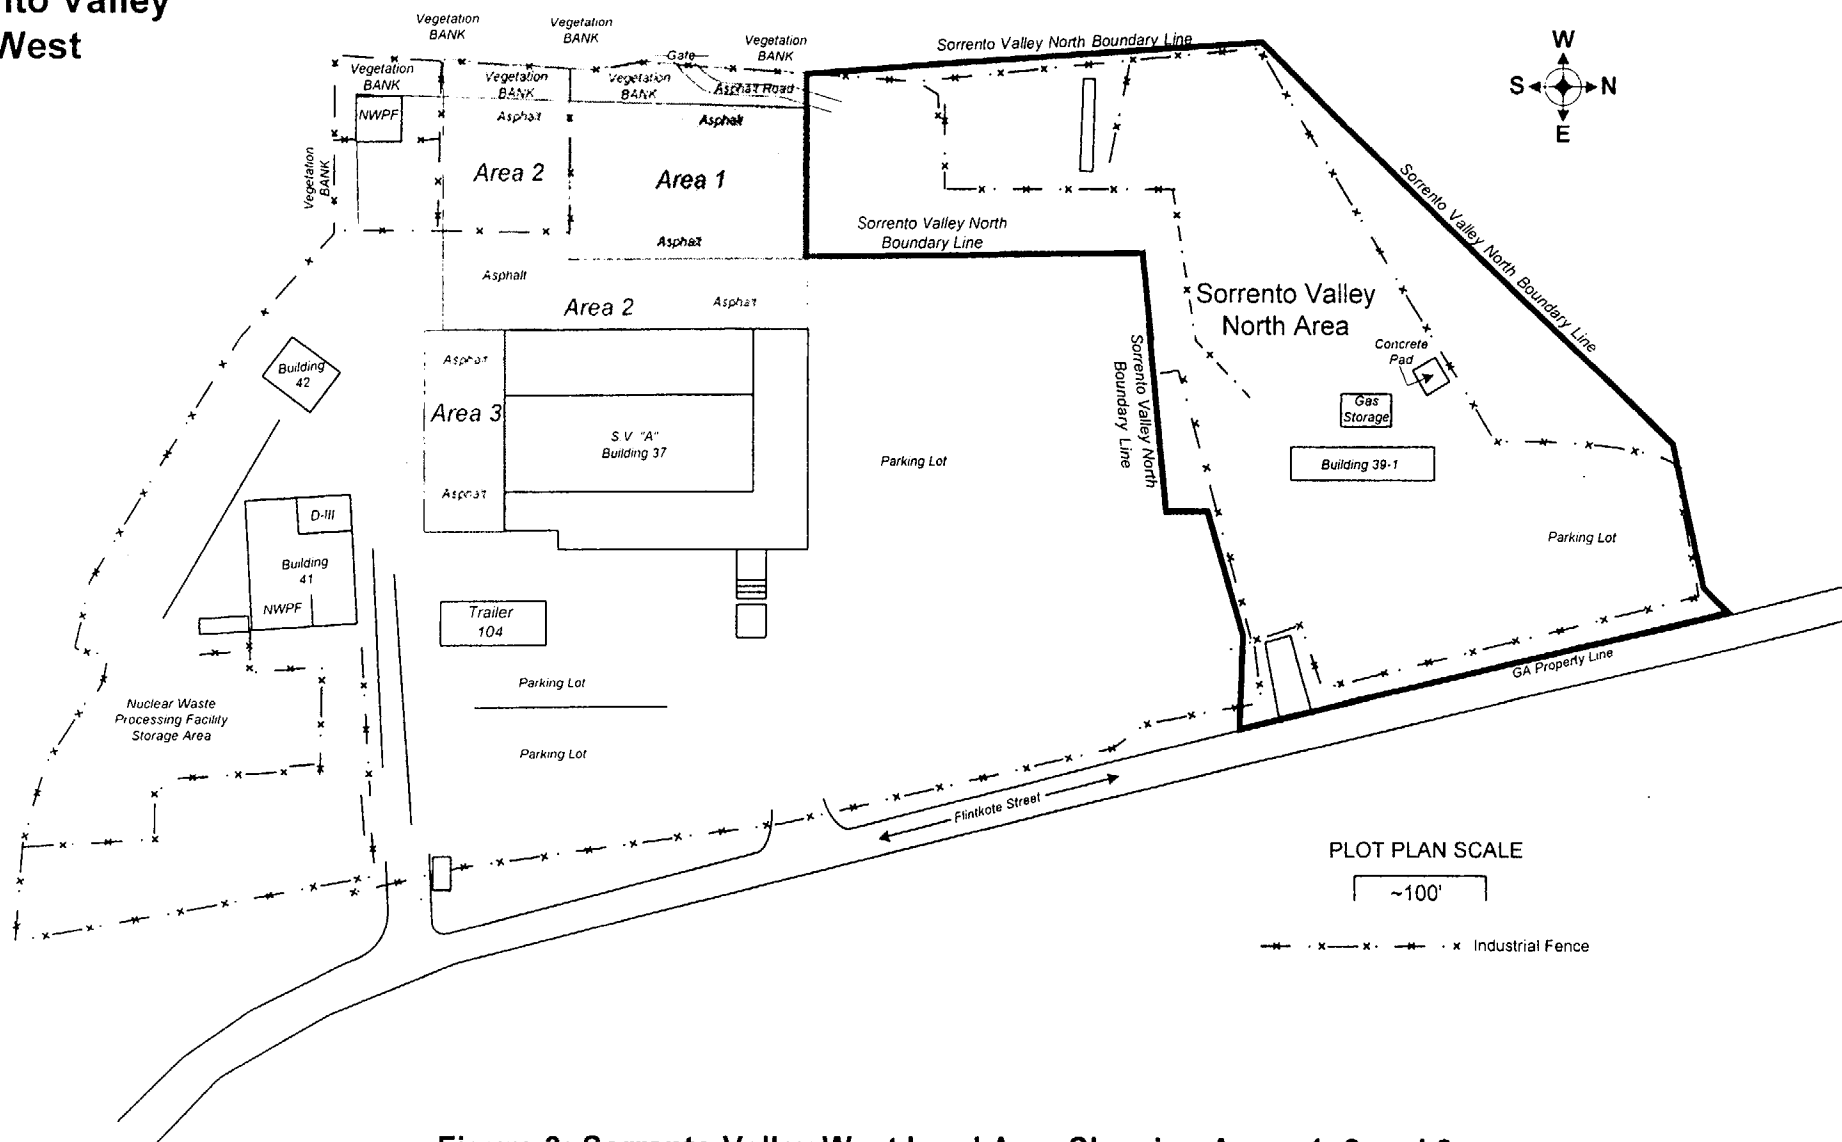 nto Valley
West
Vegetation
BANK
Vegetation
BANK
Vegetation
BANK
Gate
Sorrento Valley North Boundary Line
W
S
N
E
Vegetation
BANK
Vegetation
BANK
Vegetation
BANK
Asphalt Road
NWPF
Asphalt
Asphalt
Vegetation
BANK
Area 2
Area 1
Sorrento Valley North
Boundary Line
Asphalt
Sorrento Valley North Boundary Line
Asphalt
Area 2
Asphalt
Sorrento Valley
North Area
Concrete
Pad
Building
42
Asphalt
Area 3
S.V. "A"
Building 37
Asphalt
Sorrento Valley North
Boundary Line
Gas
Storage
Building 39-1
Parking Lot
Parking Lot
D-III
Building
41
NWPF
Trailer
104
Parking Lot
Parking Lot
Nuclear Waste
Processing Facility
Storage Area
GA Property Line
Flintkote Street
PLOT PLAN SCALE
~100'
Industrial Fence